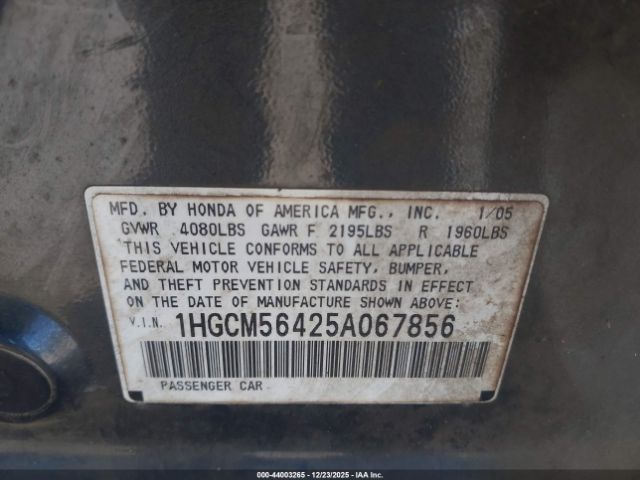 MFD. BY HONDA OF AMERICA MFG., INC. 1/05
GVWR 4080LBS GAWR F 2195LBS R 1960LBS
THIS VEHICLE CONFORMS TO ALL APPLICABLE
FEDERAL MOTOR VEHICLE SAFETY, BUMPER,
AND THEFT PREVENTION STANDARDS IN EFFECT
ON THE DATE OF MANUFACTURE SHOWN ABOVE:
V.I.N. 1HGCM56425A067856
PASSENGER CAR
000-44003265 - 12/23/2025 - IAAI.COM